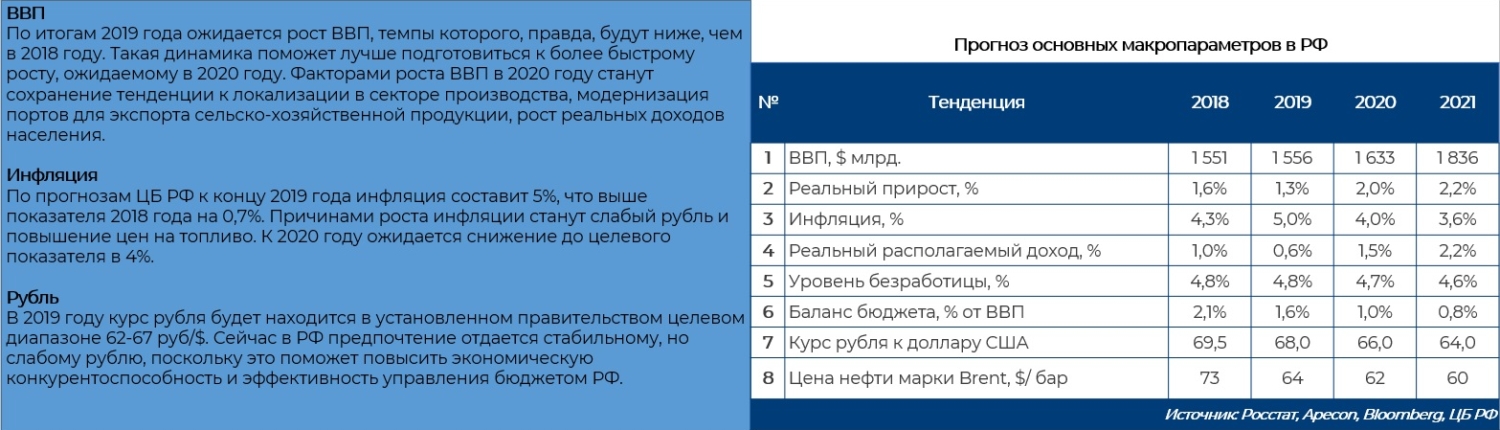 ВВП
По итогам 2019 года ожидается рост ВВП, темпы которого, правда, будут ниже, чем
в 2018 году. Такая динамика поможет лучше подготовиться к более быстрому
росту, ожидаемому в 2020 году. Факторами роста ВВП в 2020 году станут
сохранение тенденции к локализации в секторе производства, модернизация
портов для экспорта сельско-хозяйственной продукции, рост реальных доходов
населения.
Инфляция
По прогнозам ЦБ РФ к концу 2019 года инфляция составит 5%, что выше
показателя 2018 года на 0,7%. Причинами роста инфляции станут слабый рубль и
повышение цен на топливо. К 2020 году ожидается снижение до целевого
показателя в 4%.
Рубль
В 2019 году курс рубля будет находится в установленном правительством целевом
диапазоне 62-67 руб/$. Сейчас в РФ предпочтение отдается стабильному, но
слабому рублю, поскольку это поможет повысить экономическую
конкурентоспособность и эффективность управления бюджетом РФ.
Прогноз основных макропараметров в РФ
№ Тенденция 2018 2019 2020 2021
1 ВВП, $ млрд. 1 551 1 556 1 633 1 836
2 Реальный прирост, % 1,6% 1,3% 2,0% 2,2%
3 Инфляция, % 4,3% 5,0% 4,0% 3,6%
4 Реальный располагаемый доход, % 1,0% 0,6% 1,5% 2,2%
5 Уровень безработицы, % 4,8% 4,8% 4,7% 4,6%
6 Баланс бюджета, % от ВВП 2,1% 1,6% 1,0% 0,8%
7 Курс рубля к доллару США 69,5 68,0 66,0 64,0
8 Цена нефти марки Brent, $/ бар 73 64 62 60
Источник: Росстат, Apecon, Bloomberg, ЦБ РФ